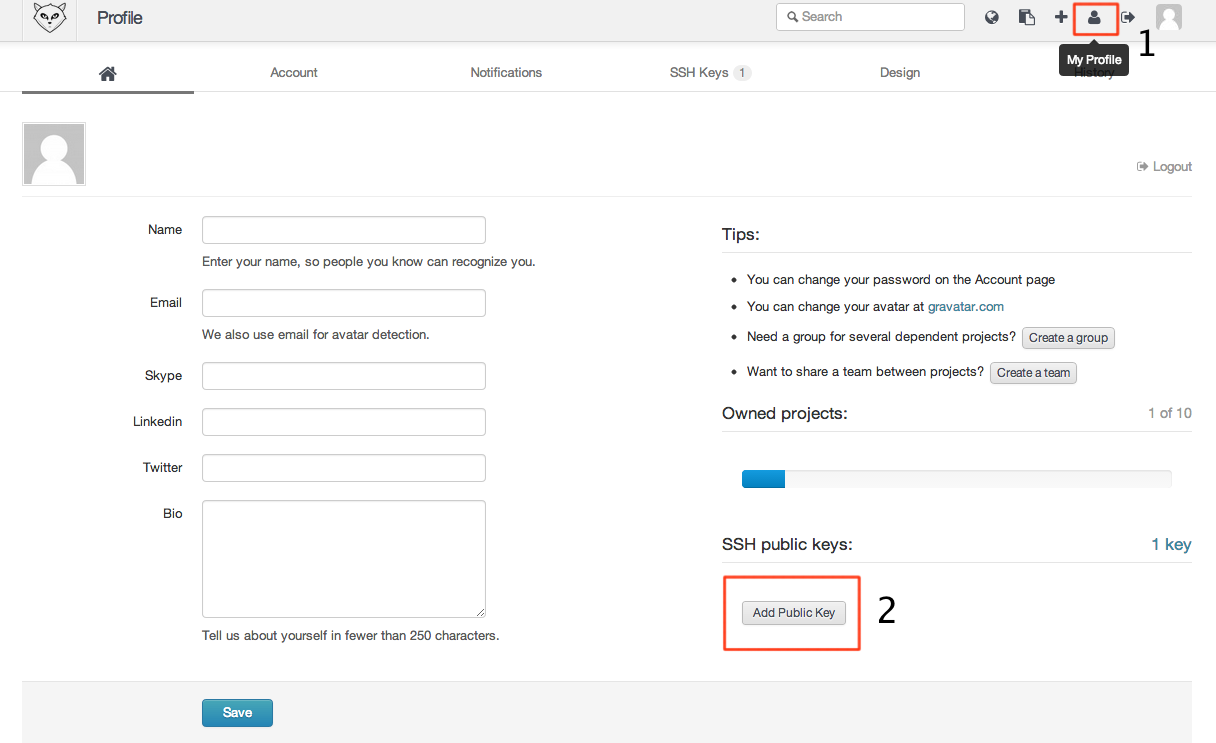 Profile
Search
1
My Profile
Account
Notifications
SSH Keys 1
Design
History
Logout
Name
Enter your name, so people you know can recognize you.
Email
We also use email for avatar detection.
Skype
Linkedin
Twitter
Bio
Tell us about yourself in fewer than 250 characters.
Tips:
You can change your password on the Account page
You can change your avatar at gravatar.com
Need a group for several dependent projects? Create a group
Want to share a team between projects? Create a team
Owned projects: 1 of 10
SSH public keys: 1 key
Add Public Key
2
Save